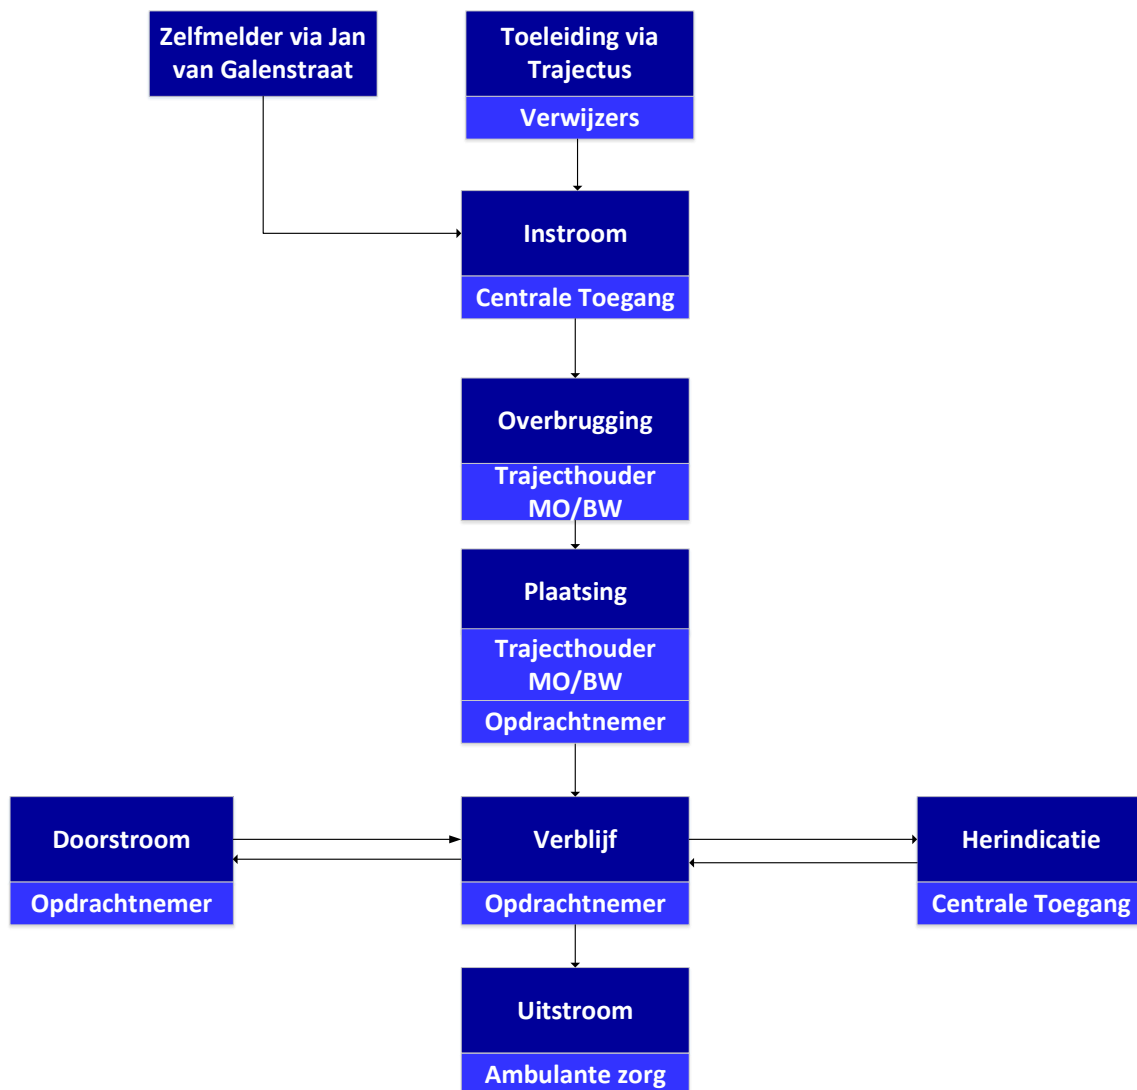 Zelfmelder via Jan
van Galenstraat
Toeleiding via
Trajectus
Verwijzers
Instroom
Centrale Toegang
Overbrugging
Trajecthouder
MO/BW
Plaatsing
Trajecthouder
MO/BW
Opdrachtnemer
Doorstroom
Opdrachtnemer
Verblijf
Opdrachtnemer
Herindicatie
Centrale Toegang
Uitstroom
Ambulante zorg